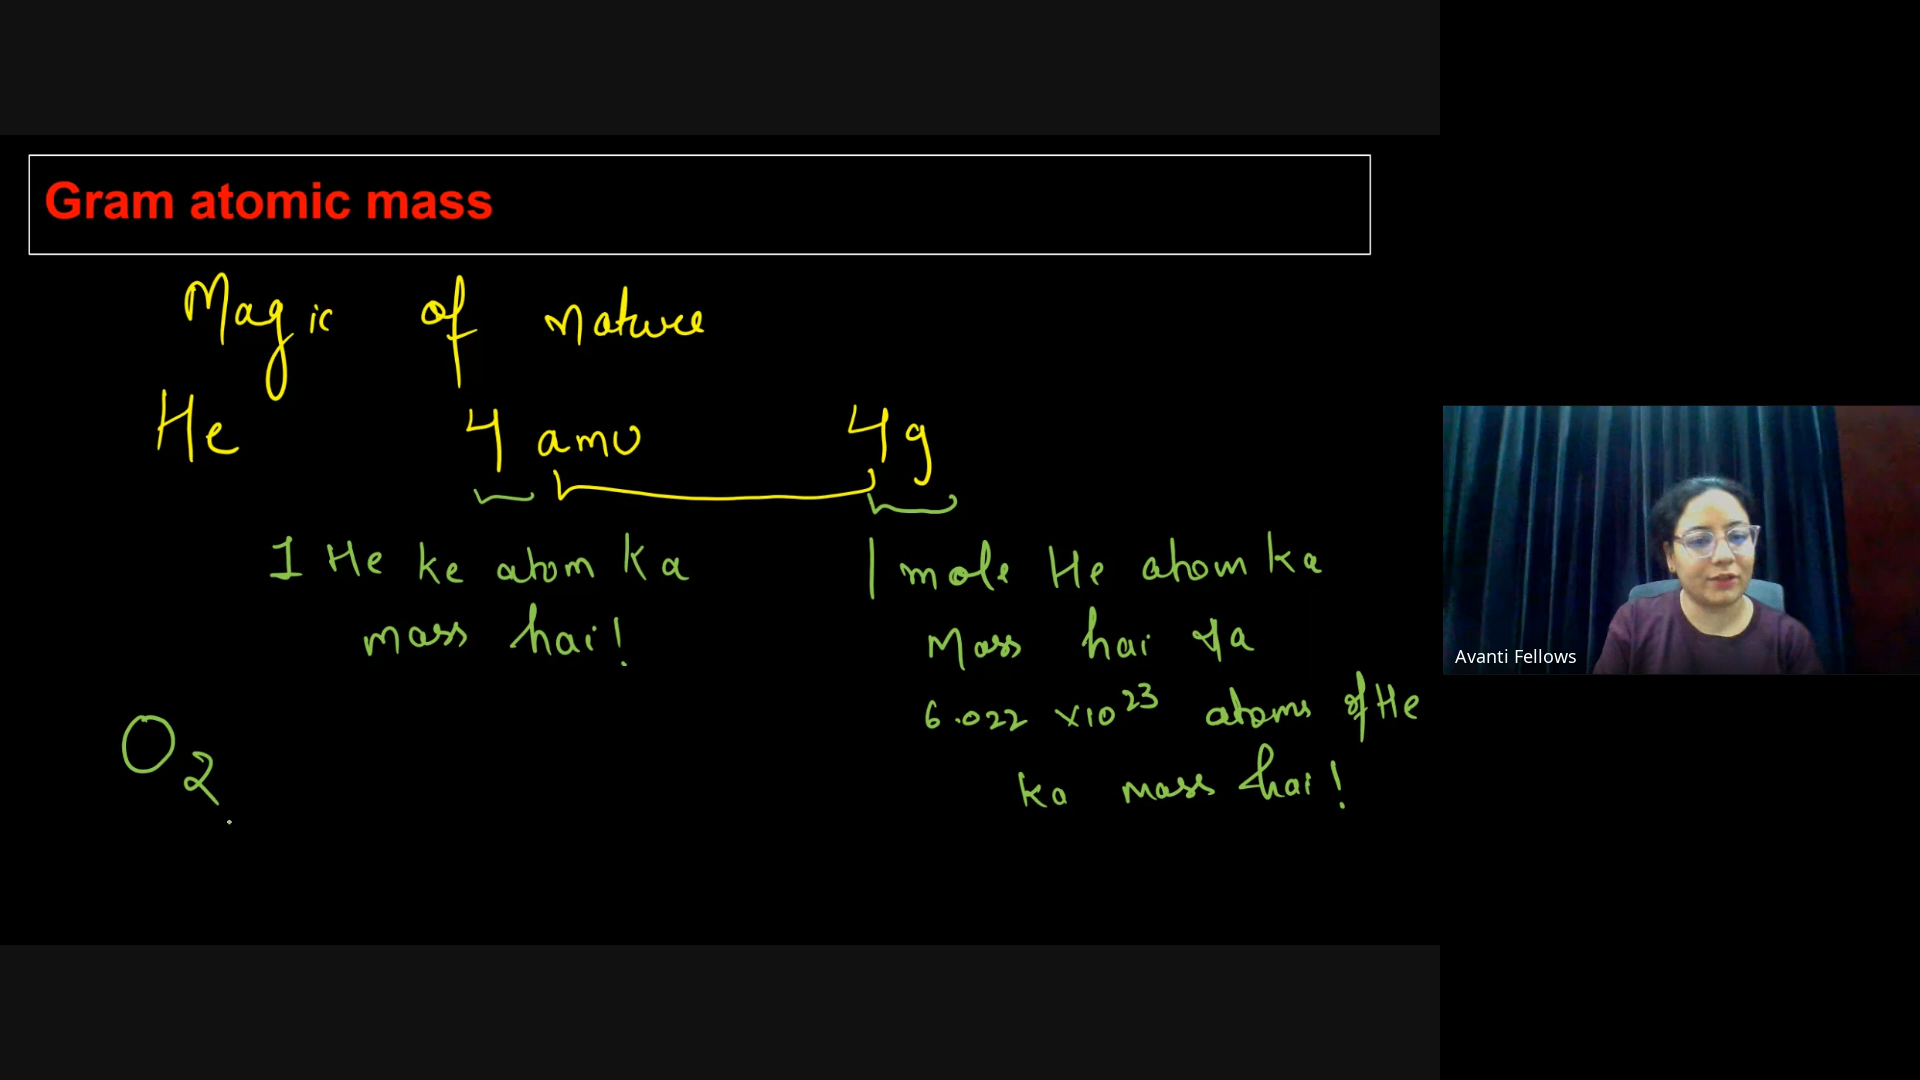 Gram atomic mass
Magic of nature
He 4 amu 4g
1 He ke atom ka
mass hai!
1 mole He atom ka
Mass hai ya
6.022 x10^23 atoms of He
ka mass hai!
O2
Avanti Fellows